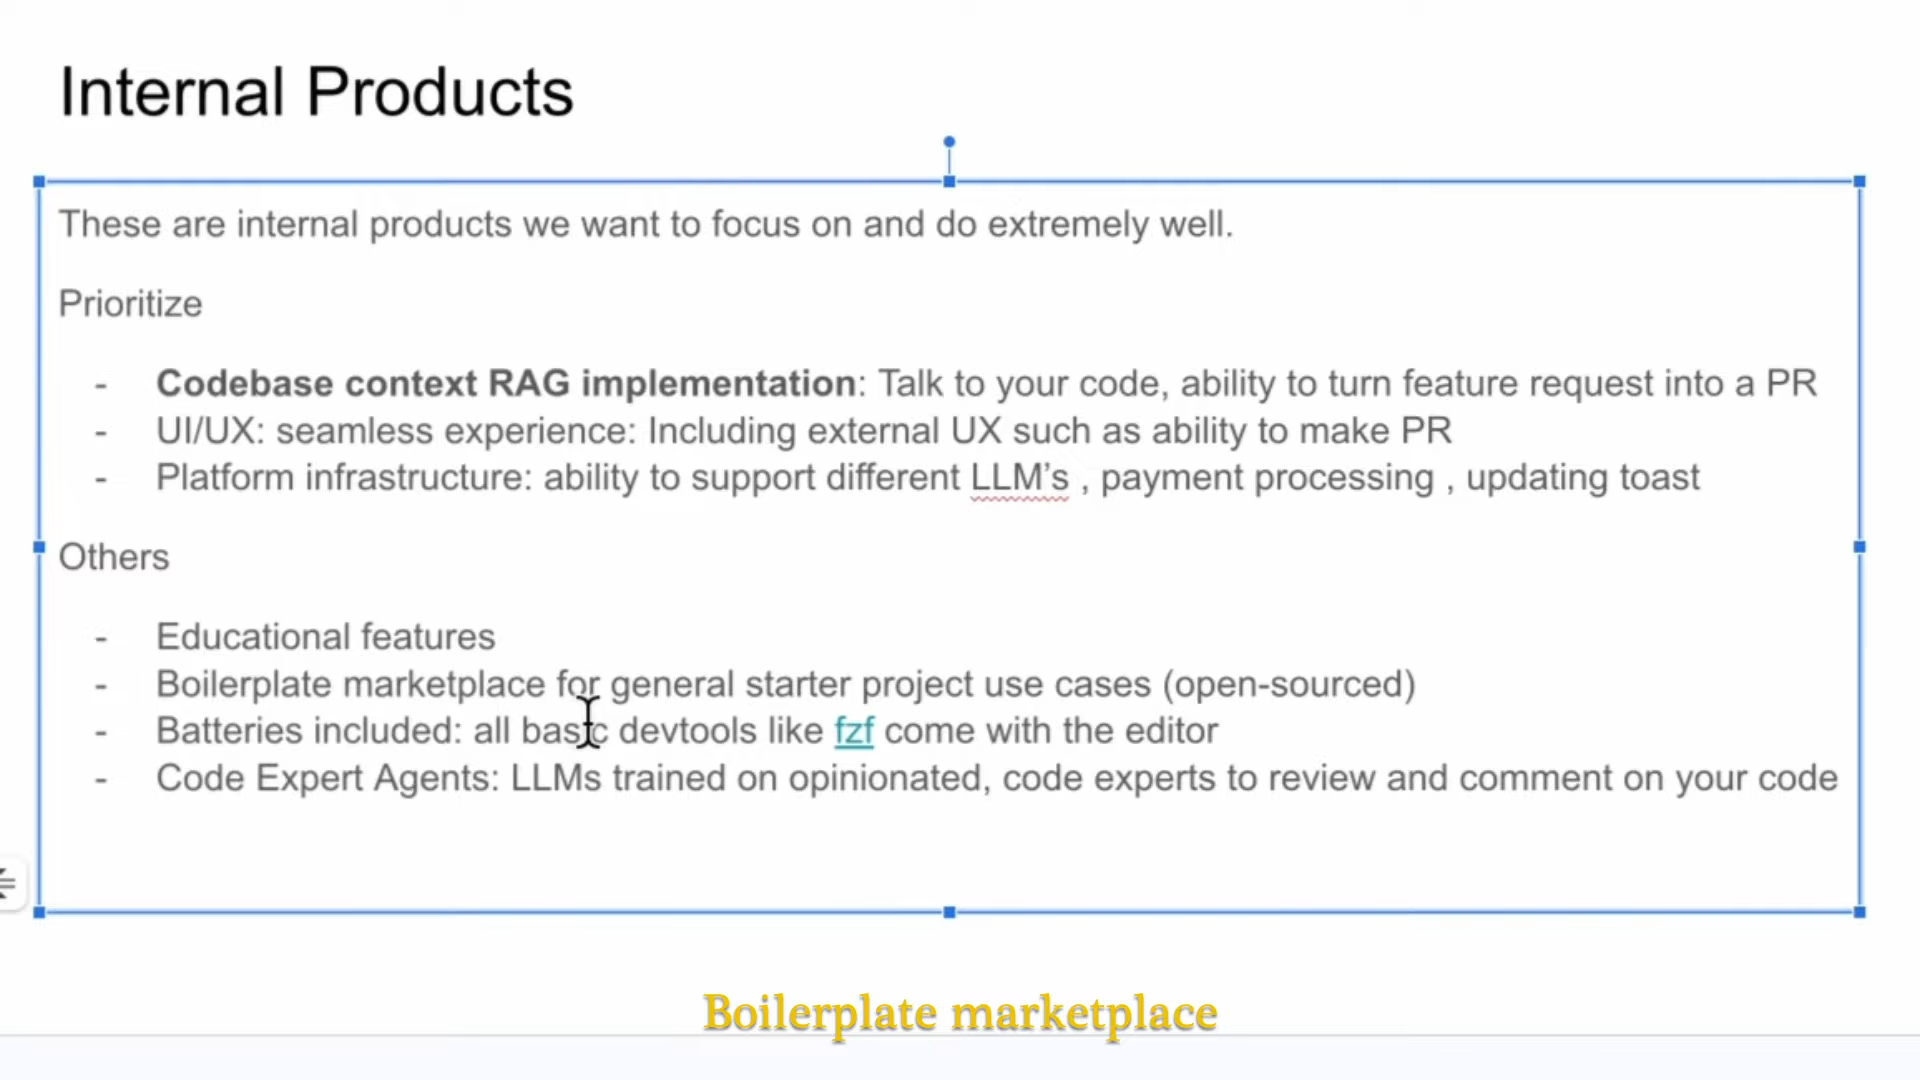 Internal Products
These are internal products we want to focus on and do extremely well.
Prioritize
- Codebase context RAG implementation: Talk to your code, ability to turn feature request into a PR
- UI/UX: seamless experience: Including external UX such as ability to make PR
- Platform infrastructure: ability to support different LLM’s , payment processing , updating toast
Others
- Educational features
- Boilerplate marketplace for general starter project use cases (open-sourced)
- Batteries included: all basic devtools like fzf come with the editor
- Code Expert Agents: LLMs trained on opinionated, code experts to review and comment on your code
Boilerplate marketplace